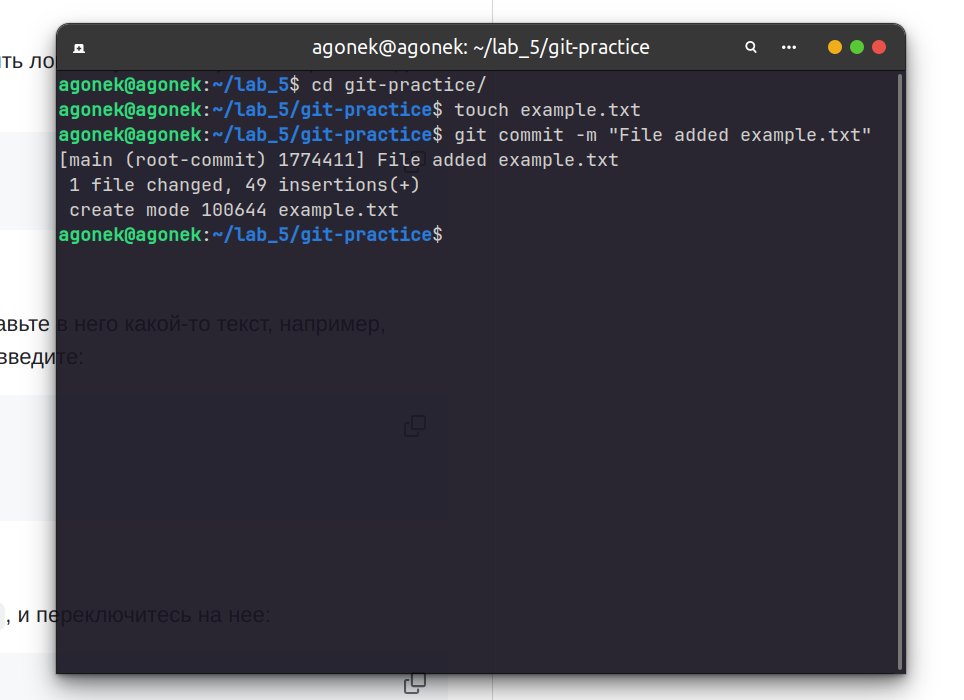 agonek@agonek: ~/lab_5/git-practice
ить ло
agonek@agonek:~/lab_5$ cd git-practice/
agonek@agonek:~/lab_5/git-practice$ touch example.txt
agonek@agonek:~/lab_5/git-practice$ git commit -m "File added example.txt"
[main (root-commit) 1774411] File added example.txt
1 file changed, 49 insertions(+)
create mode 100644 example.txt
agonek@agonek:~/lab_5/git-practice$
авьте в него какой-то текст, например,
введите:
, и переключитесь на нее: